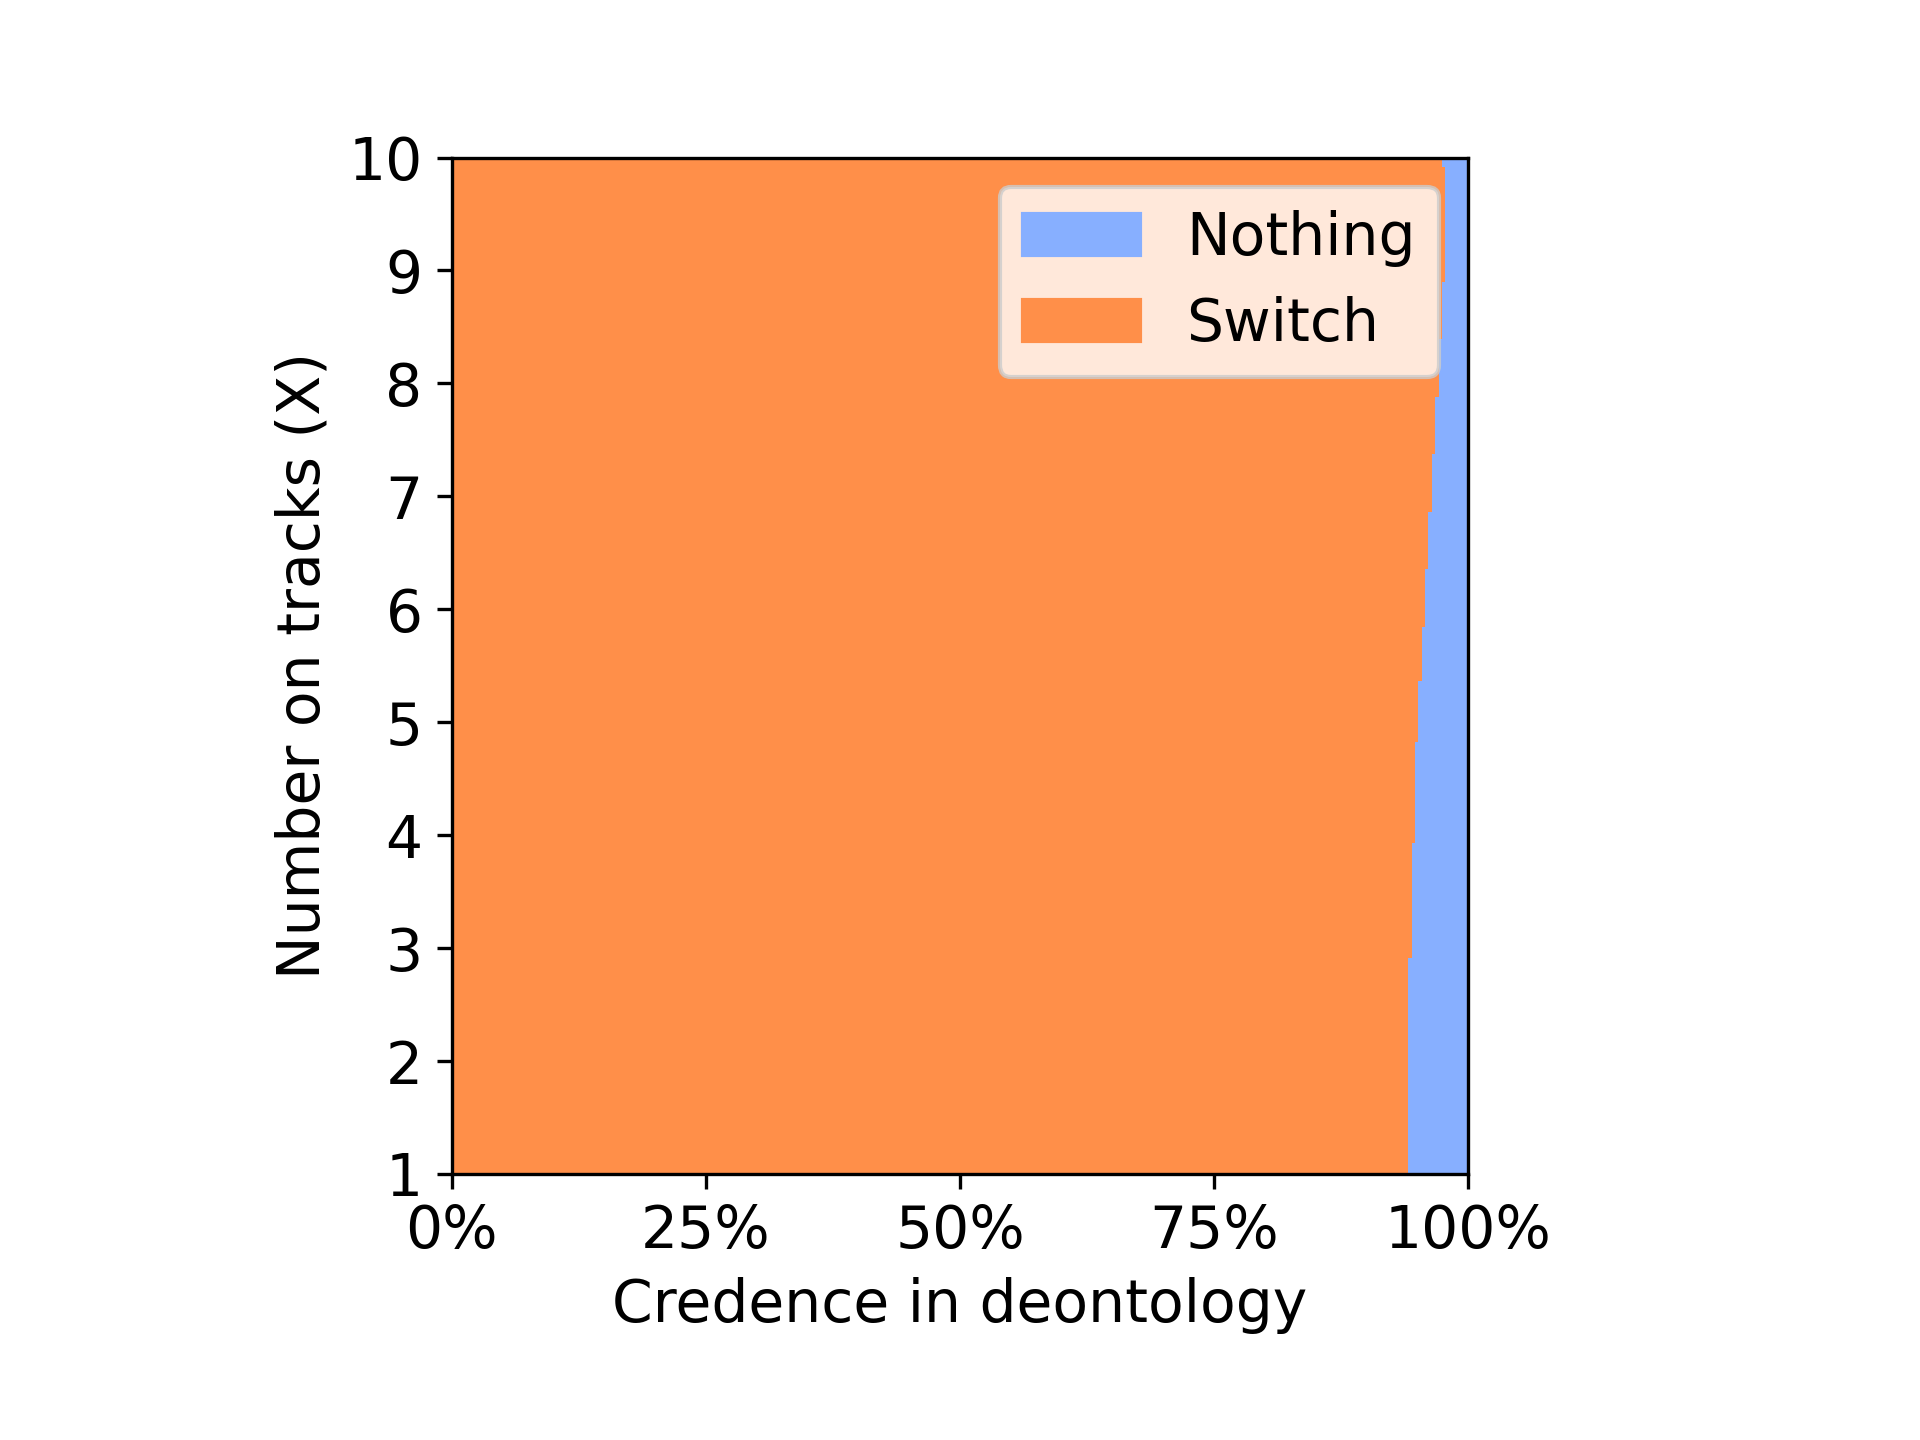 10
9
8
7
6
5
4
3
2
1
Number on tracks (X)
Nothing
Switch
0% 25% 50% 75% 100%
Credence in deontology